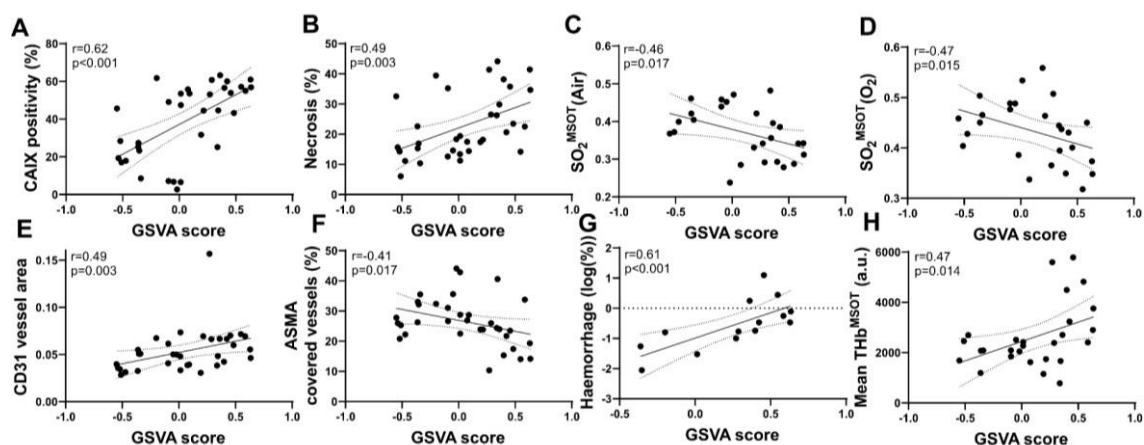 A
r=0.62
p<0.001
CAIX positivity (%)
80
60
40
20
0
-1.0 -0.5 0.0 0.5 1.0
GSVA score
B
r=0.49
p=0.003
Necrosis (%)
50
40
30
20
10
0
-1.0 -0.5 0.0 0.5 1.0
GSVA score
C
r=-0.46
p=0.017
SO₂ᴹˢᴼᵀ(Air)
0.6
0.5
0.4
0.3
0.2
-1.0 -0.5 0.0 0.5 1.0
GSVA score
D
r=-0.47
p=0.015
SO₂ᴹˢᴼᵀ(O₂)
0.6
0.5
0.4
0.3
-1.0 -0.5 0.0 0.5 1.0
GSVA score
E
r=0.49
p=0.003
CD31 vessel area
0.20
0.15
0.10
0.05
0.00
-1.0 -0.5 0.0 0.5 1.0
GSVA score
F
r=-0.41
p=0.017
ASMA
covered vessels (%)
60
50
40
30
20
10
0
-1.0 -0.5 0.0 0.5 1.0
GSVA score
G
r=0.61
p<0.001
Haemorrhage (log(%))
2
1
0
-1
-2
-3
-0.5 0.0 0.5 1.0
GSVA score
H
r=0.47
p=0.014
Mean THbᴹˢᴼᵀ (a.u.)
6000
4000
2000
0
-1.0 -0.5 0.0 0.5 1.0
GSVA score